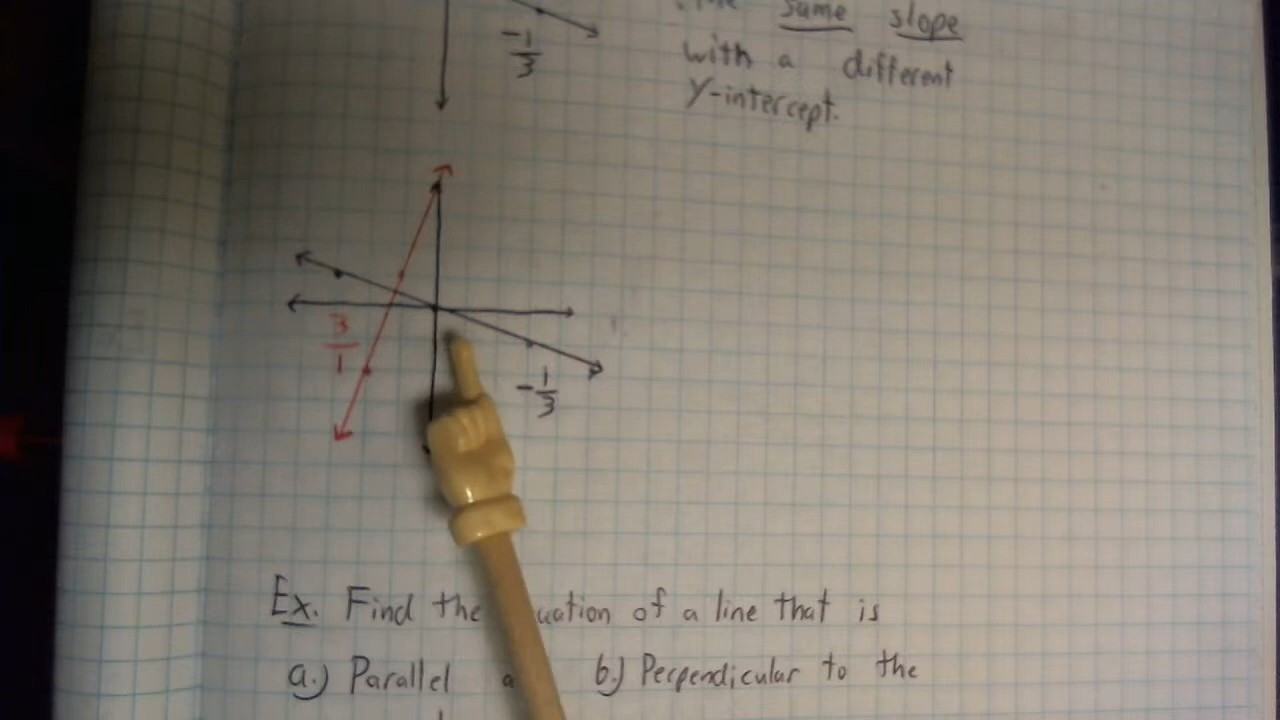 same slope
with a different
y-intercept.
-1/3
3/1
-1/3
Ex. Find the of a line that is
a.) Parallel b.) Perpendicular to the